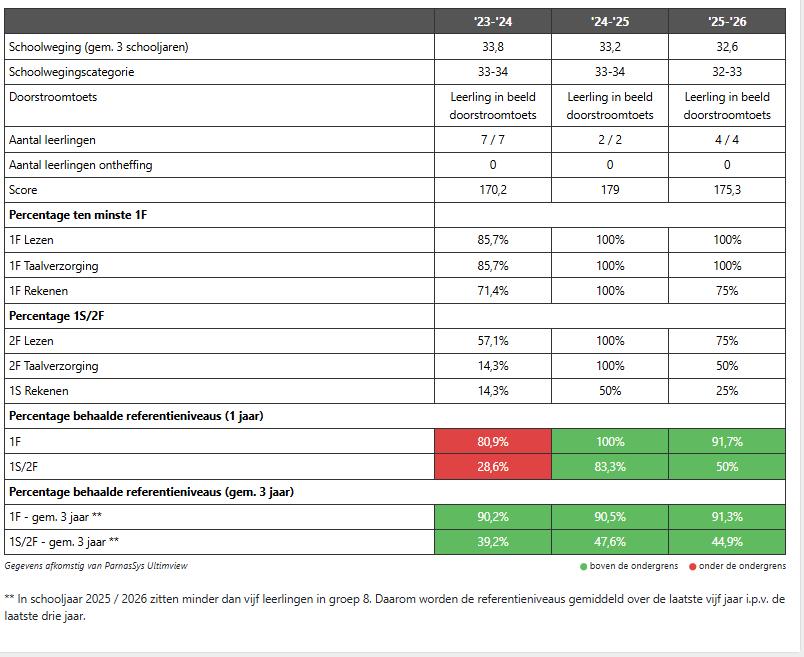 '23-'24 '24-'25 '25-'26
Schoolweging (gem. 3 schooljaren) 33,8 33,2 32,6
Schoolwegingscategorie 33-34 33-34 32-33
Doorstroomtoets Leerling in beeld Leerling in beeld Leerling in beeld
doorstroomtoets doorstroomtoets doorstroomtoets
Aantal leerlingen 7 / 7 2 / 2 4 / 4
Aantal leerlingen ontheffing 0 0 0
Score 170,2 179 175,3
Percentage ten minste 1F
1F Lezen 85,7% 100% 100%
1F Taalverzorging 85,7% 100% 100%
1F Rekenen 71,4% 100% 75%
Percentage 1S/2F
2F Lezen 57,1% 100% 75%
2F Taalverzorging 14,3% 100% 50%
1S Rekenen 14,3% 50% 25%
Percentage behaalde referentieniveaus (1 jaar)
1F 80,9% 100% 91,7%
1S/2F 28,6% 83,3% 50%
Percentage behaalde referentieniveaus (gem. 3 jaar)
1F - gem. 3 jaar ** 90,2% 90,5% 91,3%
1S/2F - gem. 3 jaar ** 39,2% 47,6% 44,9%
Gegevens afkomstig van ParnasSys Ultimview boven de ondergrens onder de ondergrens
** In schooljaar 2025 / 2026 zitten minder dan vijf leerlingen in groep 8. Daarom worden de referentieniveaus gemiddeld over de laatste vijf jaar i.p.v. de
laatste drie jaar.